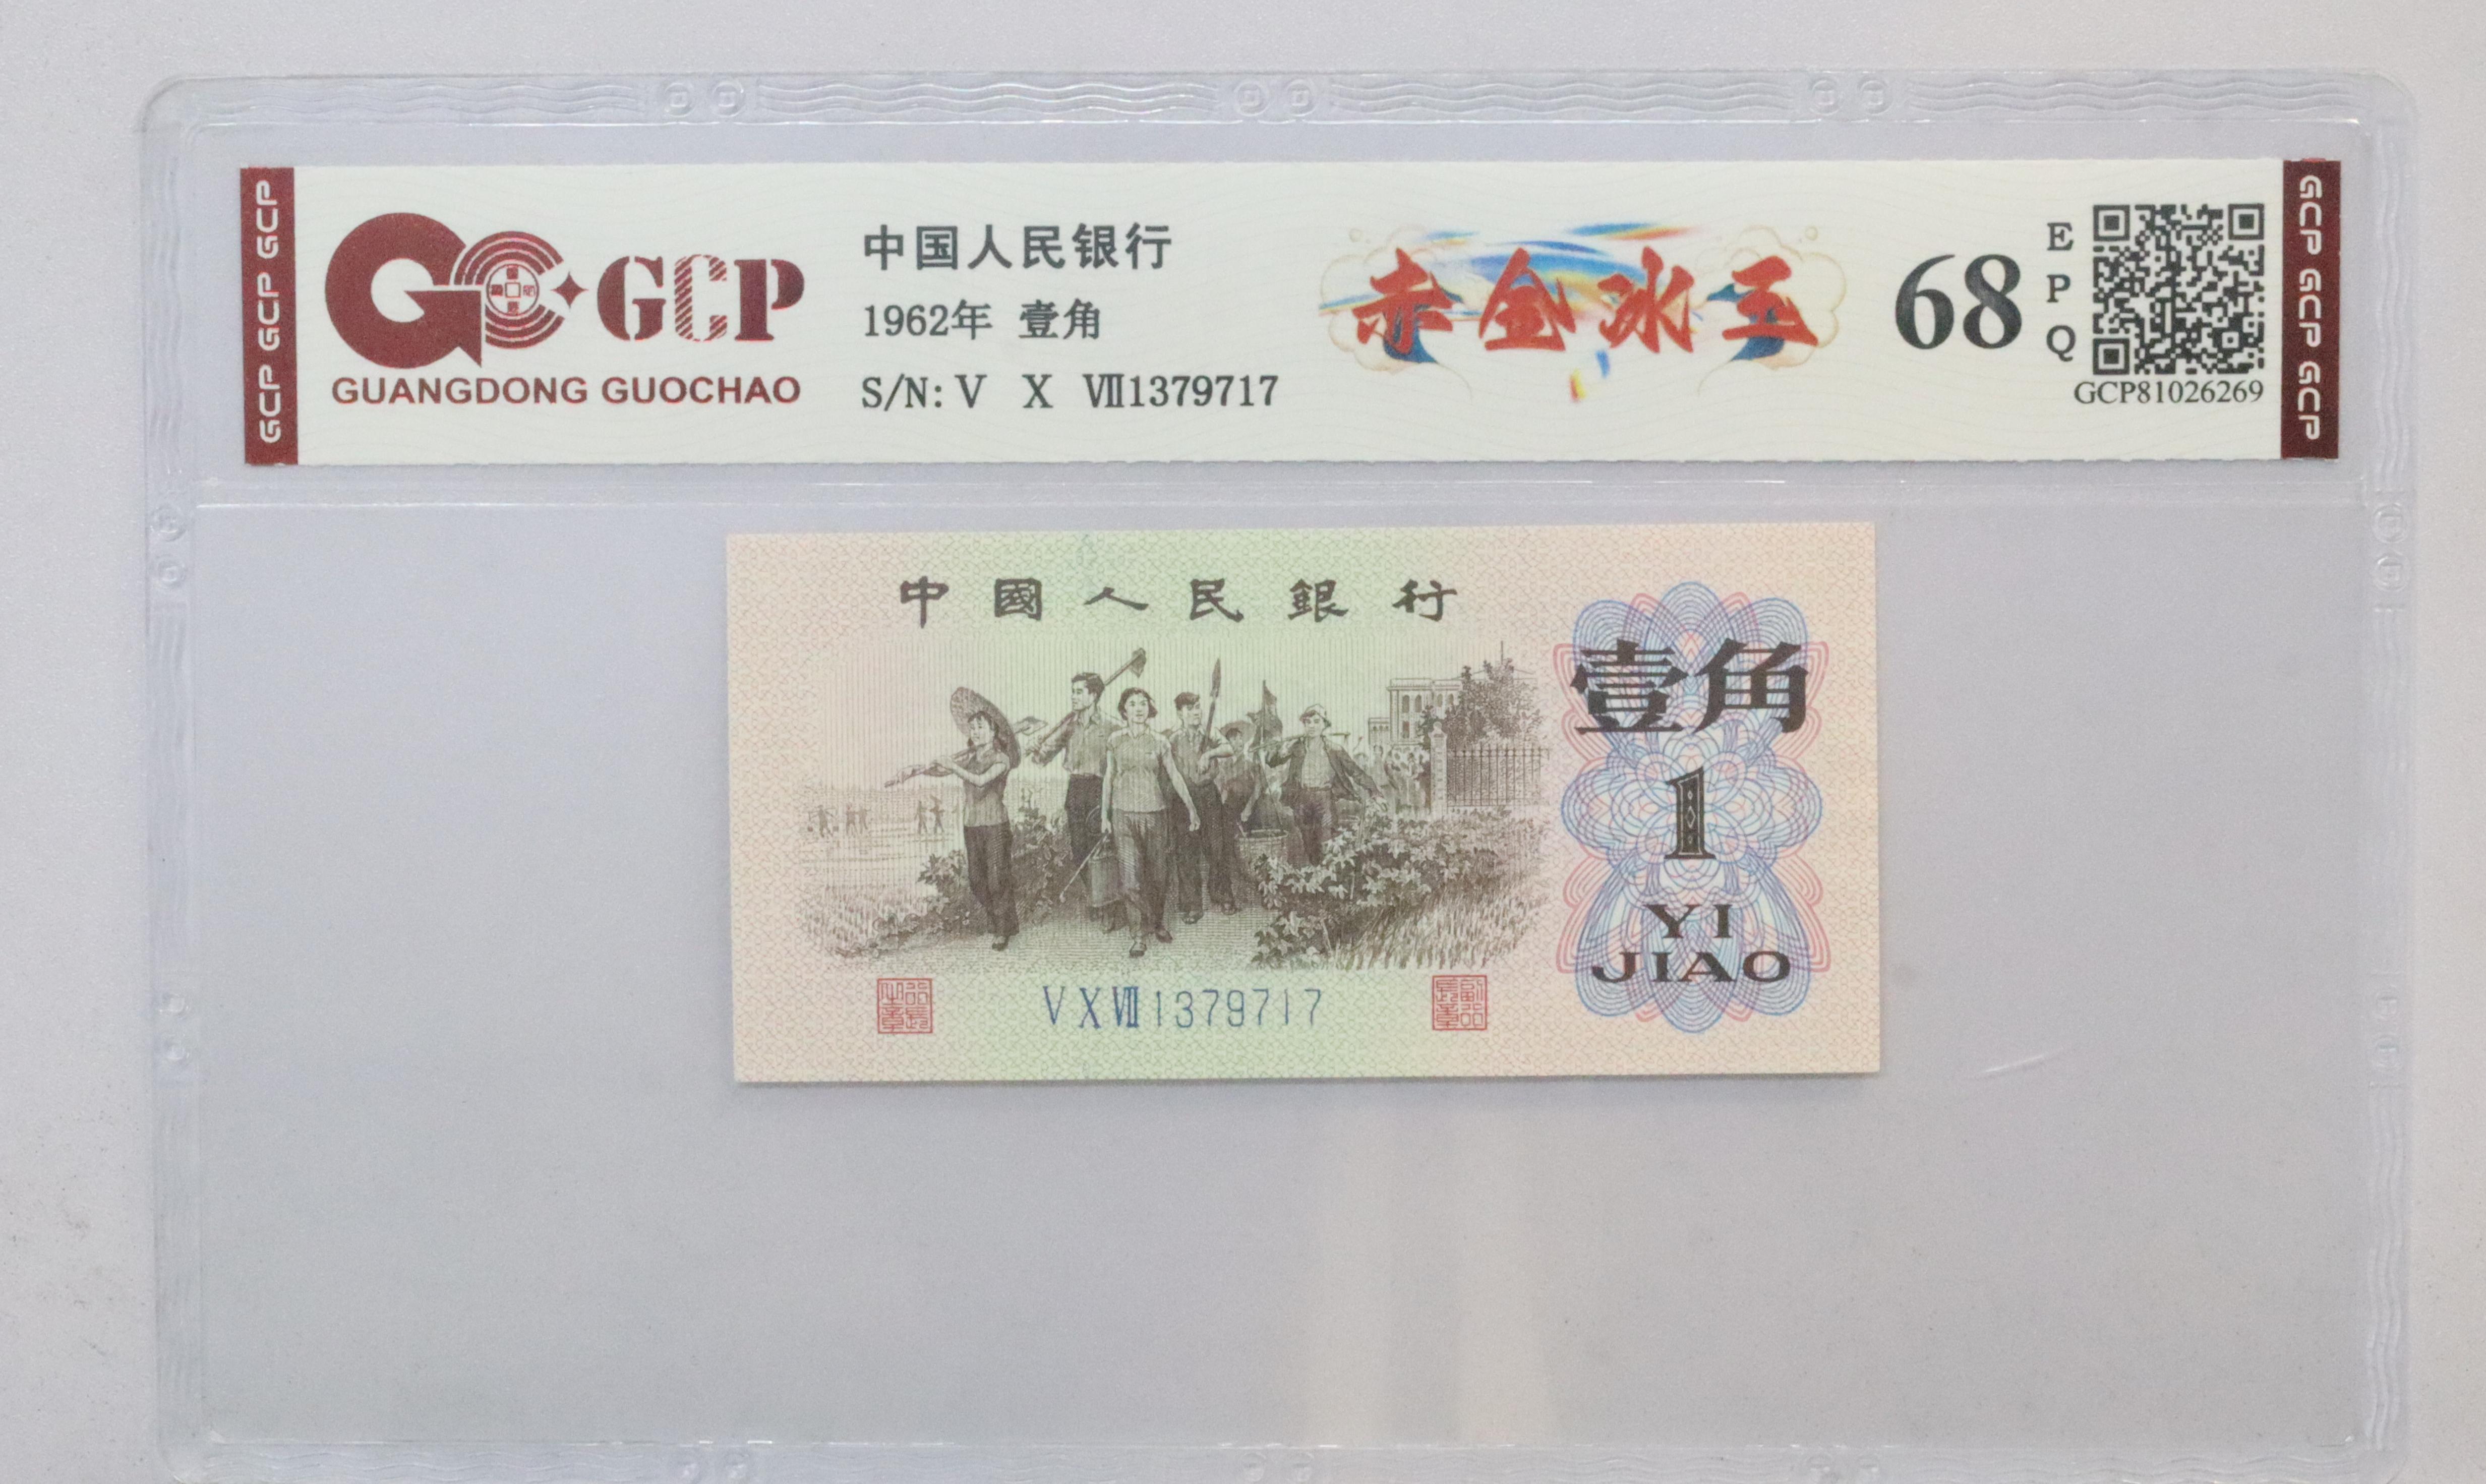 GCP GCP GCP
GCP
GUANGDONG GUOCHAO
中国人民银行
1962年 壹角
S/N: V X Ⅶ1379717
赤金冰玉
68
E
P
Q
GCP81026269
GCP GCP GCP
中國人民銀行
壹角
1
YI
JIAO
V X Ⅶ 1379717